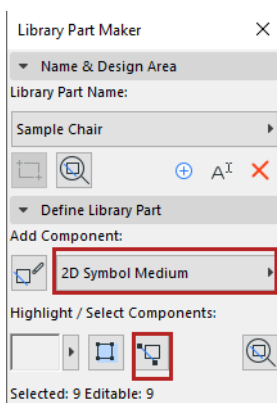 Library Part Maker
Name & Design Area
Library Part Name:
Sample Chair
Define Library Part
Add Component:
2D Symbol Medium
Highlight / Select Components:
Selected: 9 Editable: 9